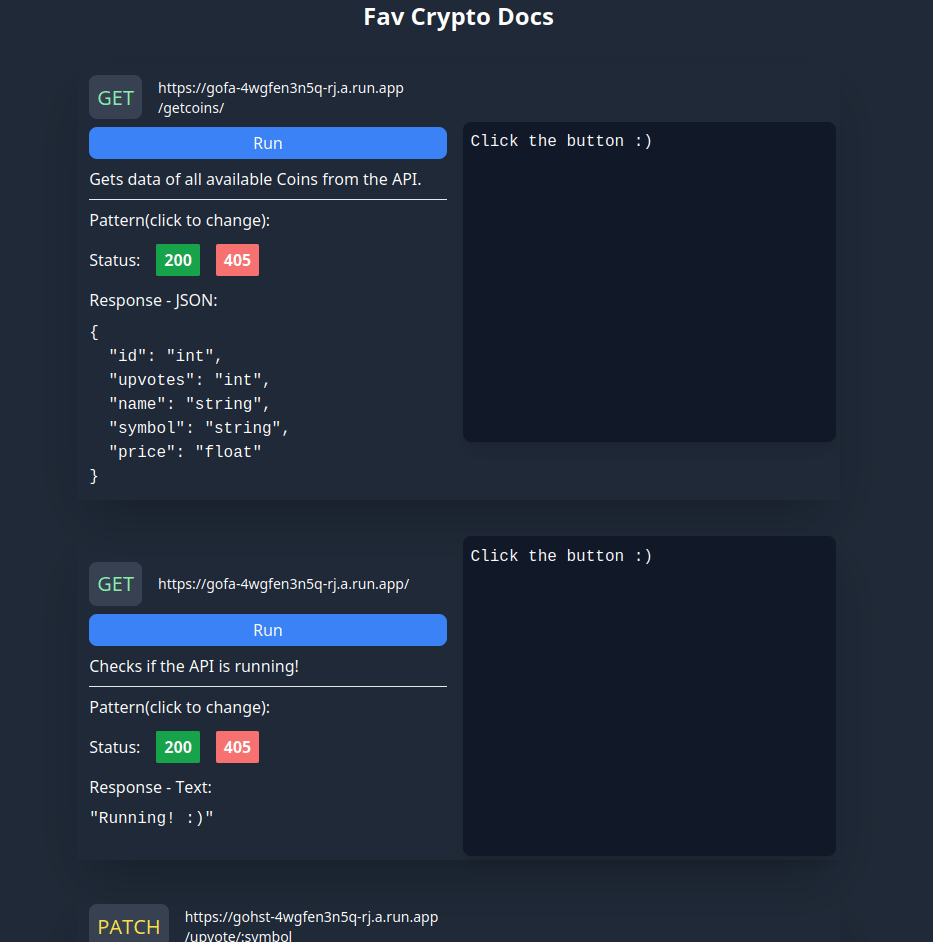 Fav Crypto Docs
GET
https://gofa-4wgfen3n5q-rj.a.run.app
/getcoins/
Run
Gets data of all available Coins from the API.
Pattern(click to change):
Status: 200 405
Response - JSON:
{
  "id": "int",
  "upvotes": "int",
  "name": "string",
  "symbol": "string",
  "price": "float"
}
Click the button :)
GET
https://gofa-4wgfen3n5q-rj.a.run.app/
Run
Checks if the API is running!
Pattern(click to change):
Status: 200 405
Response - Text:
"Running! :)"
Click the button :)
PATCH
https://gohst-4wgfen3n5q-rj.a.run.app
/upvote/:symbol